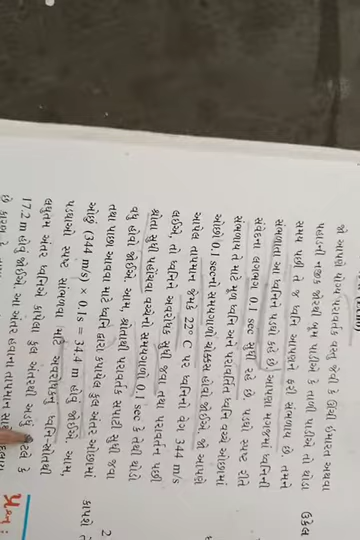 જો આપણે યોગ્ય પરાવર્તક વસ્તુ જેવી કે ઊંચી ઇમારત અથવા
પહાડની નજીક જોરથી બૂમ પાડીએ કે તાળી પાડીએ તો થોડા
સમય પછી તે જ ધ્વનિ આપણને ફરી સંભળાય છે. તમને
સંભળાતા આ ધ્વનિને પડઘો કહે છે. આપણા મગજમાં ધ્વનિની
સંવેદના લગભગ 0.1 sec સુધી રહે છે. પડઘો સ્પષ્ટ રીતે
સંભળાય તે માટે મૂળ ધ્વનિ અને પરાવર્તિત ધ્વનિ વચ્ચે ઓછામાં
ઓછો 0.1 secનો સમયગાળો ચોક્કસ હોવો જોઈએ. જો આપણે
આપેલ તાપમાન જેમકે 22° C પર ધ્વનિનો વેગ 344 m/s
લઈએ, તો ધ્વનિને અવરોધક સુધી જવા તથા પરાવર્તન પછી
શ્રોતા સુધી પહોંચવા વચ્ચેનો સમયગાળો 0.1 sec કે તેથી થોડો
વધુ હોવો જોઈએ. આમ, શ્રોતાથી પરાવર્તક સપાટી સુધી જવા
તથા પાછા આવવા માટે ધ્વનિ દ્વારા કપાયેલ કુલ અંતર ઓછામાં
ઓછું (344 m/s) × 0.1s = 34.4 m હોવું જોઈએ. આમ,
પડઘાઓ સ્પષ્ટ સાંભળવા માટે અવરોધકનું ધ્વનિ-સ્રોતથી
લઘુતમ અંતર ધ્વનિએ કાપેલા કુલ અંતરથી અડધું એટલે કે
17.2 m હોવું જોઈએ. આ અંતર હવાના તાપમાન સાથે
છે કારણ કે
ઉકેલ
2
કાપશે
પ્રશ્ન :